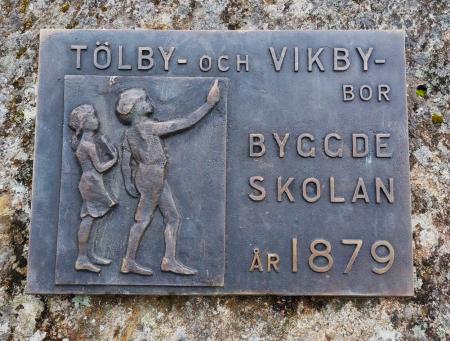 TÖLBY- OCH VIKBY-
BOR
BYGGDE
SKOLAN
ÅR 1879